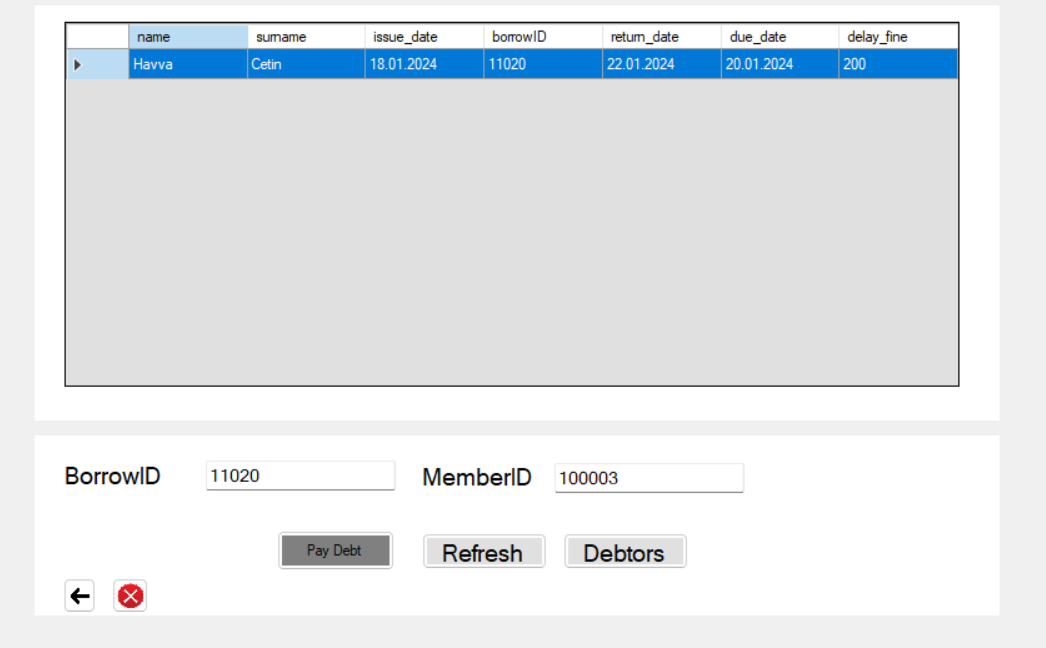 name surname issue_date borrowID return_date due_date delay_fine
Havva Cetin 18.01.2024 11020 22.01.2024 20.01.2024 200
BorrowID 11020 MemberID 100003
Pay Debt Refresh Debtors